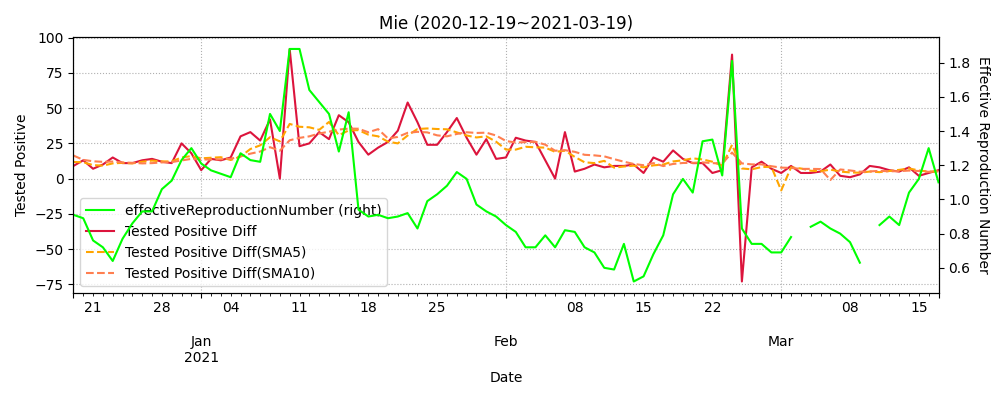 Mie (2020-12-19~2021-03-19)
Tested Positive
100
75
50
25
0
−25
−50
−75
1.8
1.6
1.4
1.2
1.0
0.8
0.6
Effective Reproduction Number
effectiveReproductionNumber (right)
Tested Positive Diff
Tested Positive Diff(SMA5)
Tested Positive Diff(SMA10)
21 28 04 11 18 25 08 15 22 08 15
Jan Feb Mar
2021
Date